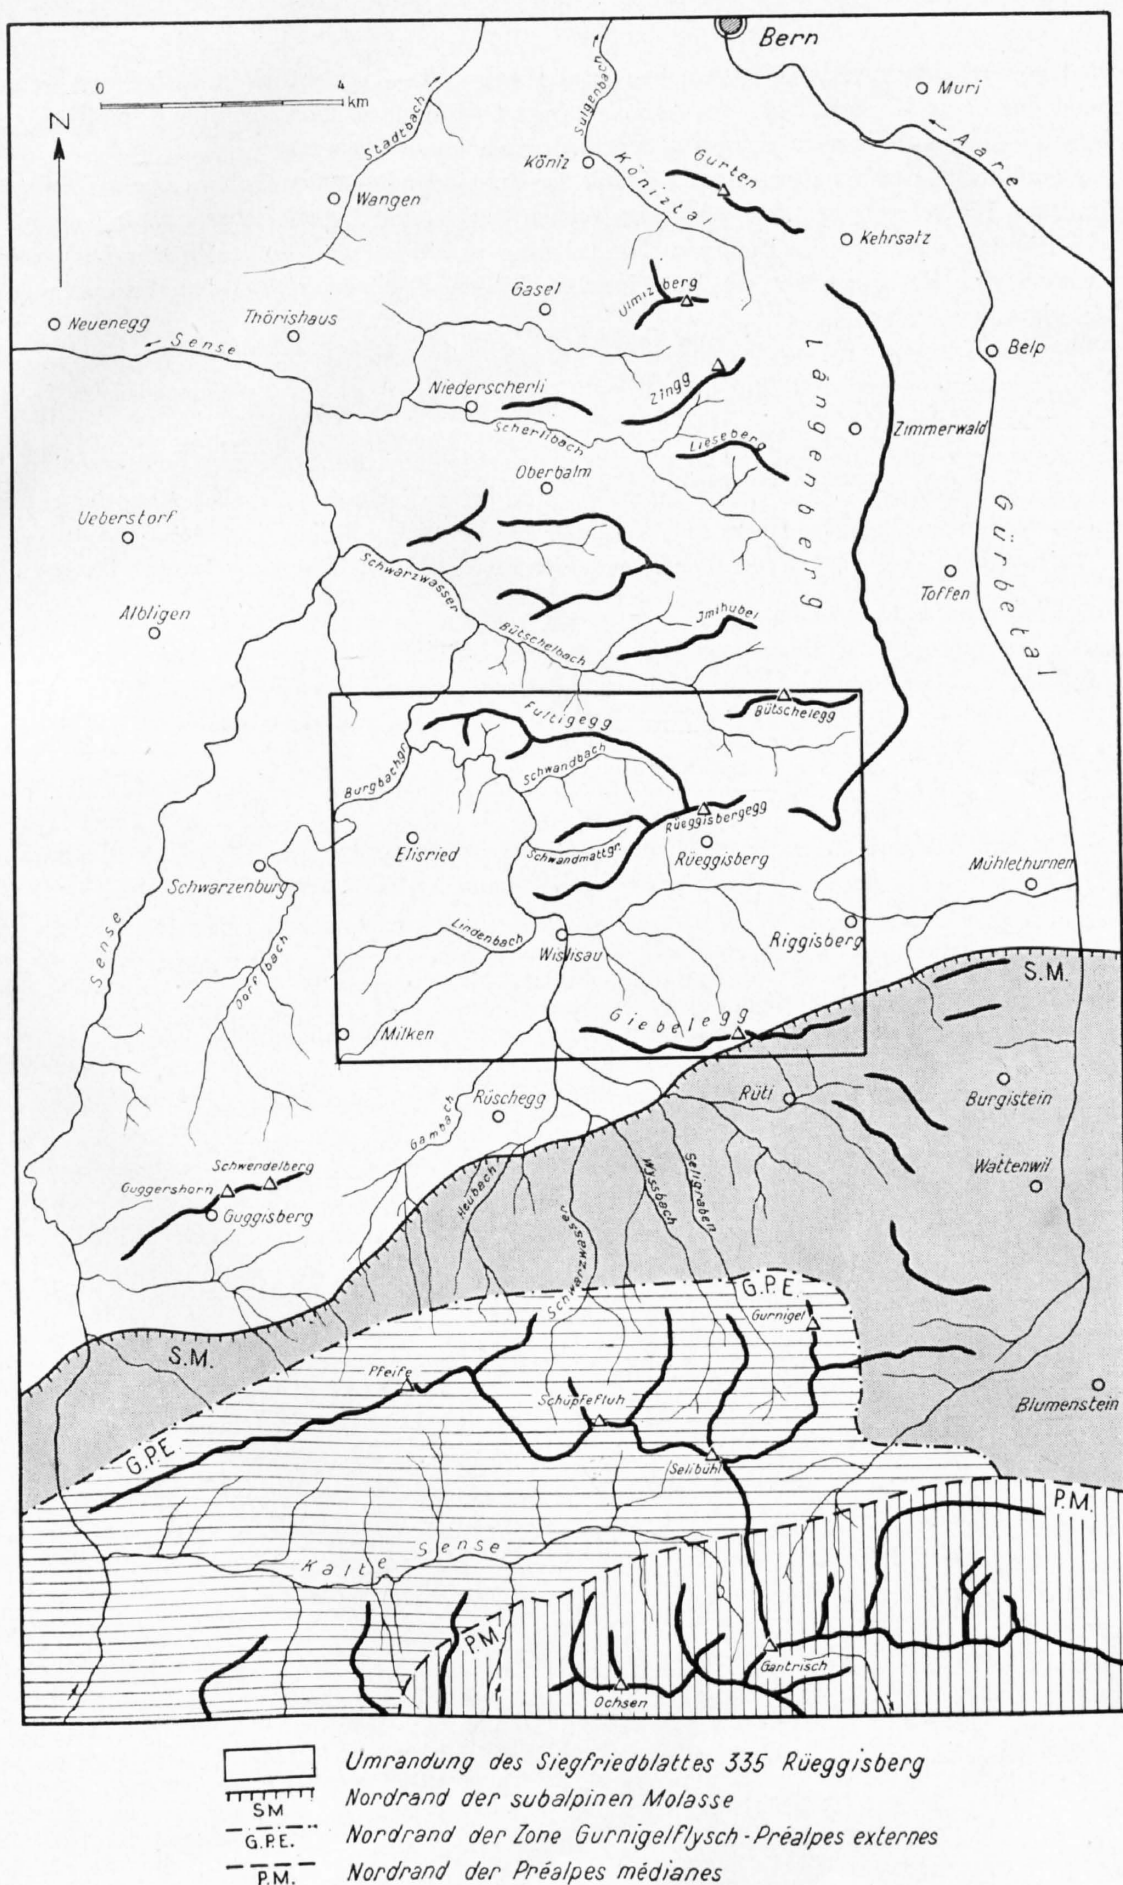 Bern
0 4
km
Muri
N
Stadtbach
Sulgenbach
Aare
Köniz
Köniztal
Gurten
Wangen
Kehrsatz
Gasel
Ulmizberg
Neuenegg
Thörishaus
Sense
Belp
Längenberg
Niederscherli
Zingg
Scherlibach
Lieseberg
Zimmerwald
Oberbalm
Ueberstorf
Gürbetal
Schwarzwasser
Toffen
Albligen
Bütschelbach
Imihubel
Bütschelegg
Fultigegg
Schwandbach
Burgbachgr.
Rüeggisbergegg
Elisried
Schwandmattgr.
Rüeggisberg
Mühlethurnen
Schwarzenburg
Sense
Dorfbach
Lindenbach
Wislisau
Riggisberg
S.M.
Giebelegg
Milken
Rüschegg
Rüti
Burgistein
Gambach
Schwendelberg
Guggershorn
Guggisberg
Heubach
Wyssbach
Seligraben
Wattenwil
Schwarzwasser
G.P.E.
Gurnigel
S.M.
Pfeife
Schüpfefluh
Blumenstein
G.P.E.
Selibühl
P.M.
Kalte Sense
P.M.
Gantrisch
Ochsen
Umrandung des Siegfriedblattes 335 Rüeggisberg
SM Nordrand der subalpinen Molasse
G.P.E. Nordrand der Zone Gurnigelflysch-Préalpes externes
P.M. Nordrand der Préalpes médianes